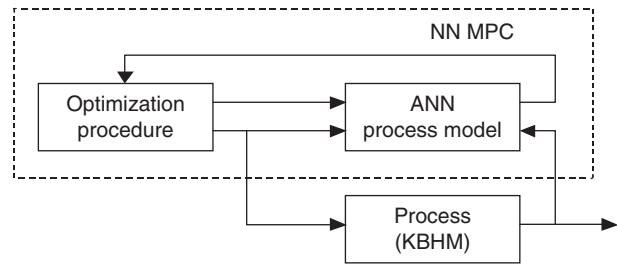 NN MPC
Optimization
procedure
ANN
process model
Process
(KBHM)